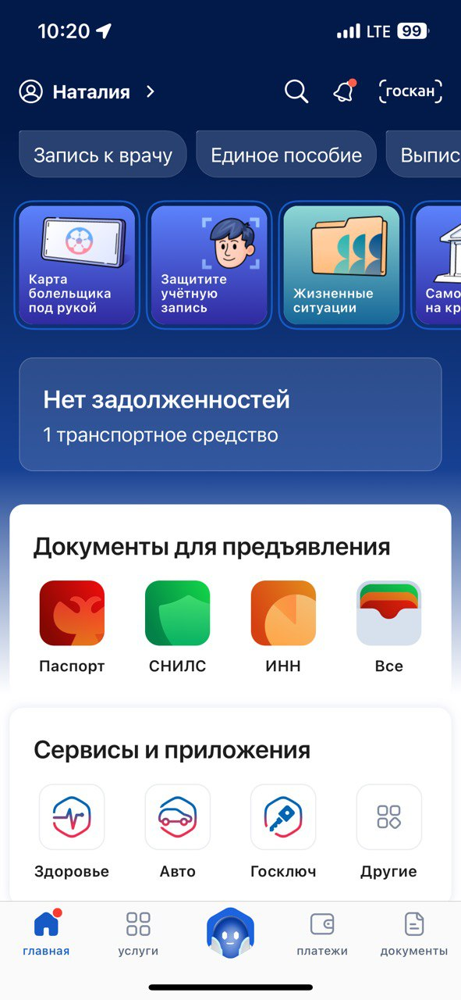 10:20
LTE 99
Наталия
госкан
Запись к врачу
Единое пособие
Выпис
Карта
болельщика
под рукой
Защитите
учётную
запись
Жизненные
ситуации
Само
на кр
Нет задолженностей
1 транспортное средство
Документы для предъявления
Паспорт
СНИЛС
ИНН
Все
Сервисы и приложения
Здоровье
Авто
Госключ
Другие
главная
услуги
платежи
документы